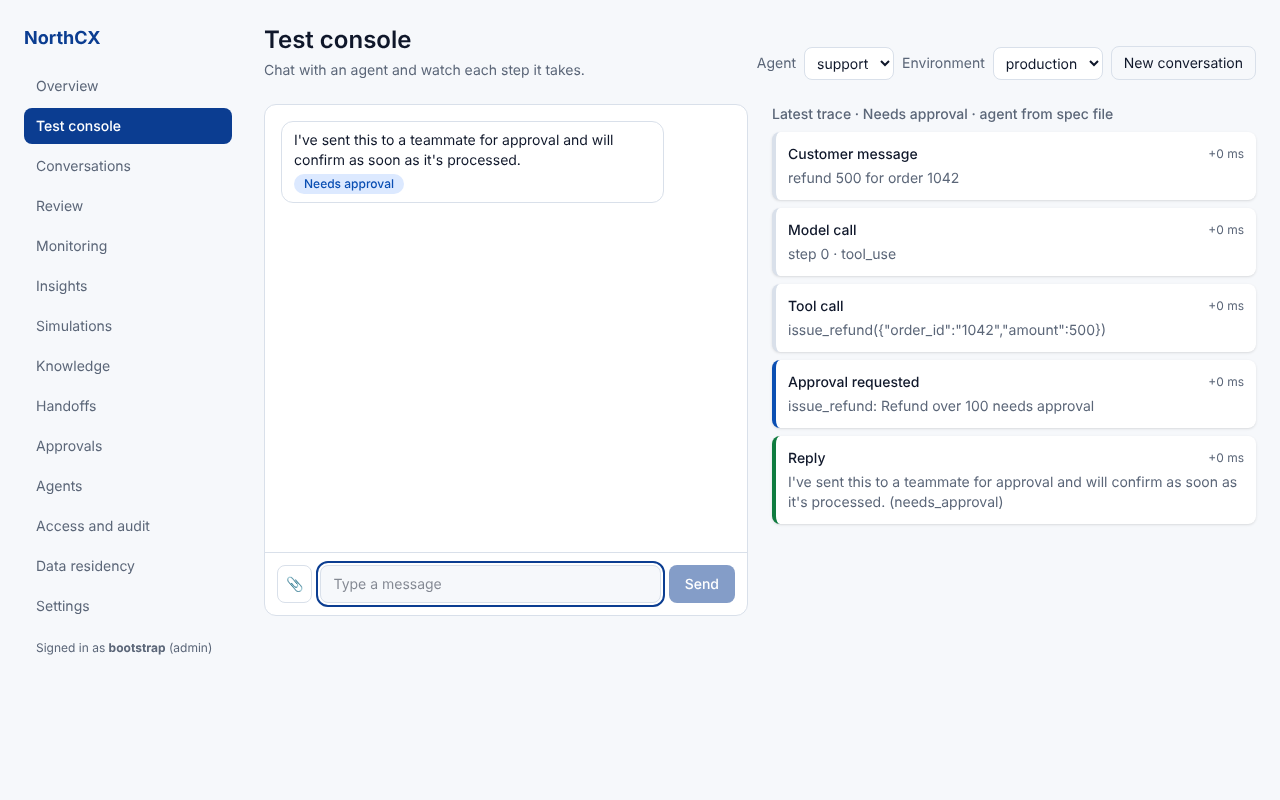 NorthCX
Overview
Test console
Conversations
Review
Monitoring
Insights
Simulations
Knowledge
Handoffs
Approvals
Agents
Access and audit
Data residency
Settings
Signed in as bootstrap (admin)
Test console
Chat with an agent and watch each step it takes.
Agent
support
Environment
production
New conversation
I've sent this to a teammate for approval and will
confirm as soon as it's processed.
Needs approval
Type a message
Send
Latest trace · Needs approval · agent from spec file
Customer message
+0 ms
refund 500 for order 1042
Model call
+0 ms
step 0 · tool_use
Tool call
+0 ms
issue_refund({"order_id":"1042","amount":500})
Approval requested
+0 ms
issue_refund: Refund over 100 needs approval
Reply
+0 ms
I've sent this to a teammate for approval and will confirm as soon as
it's processed. (needs_approval)